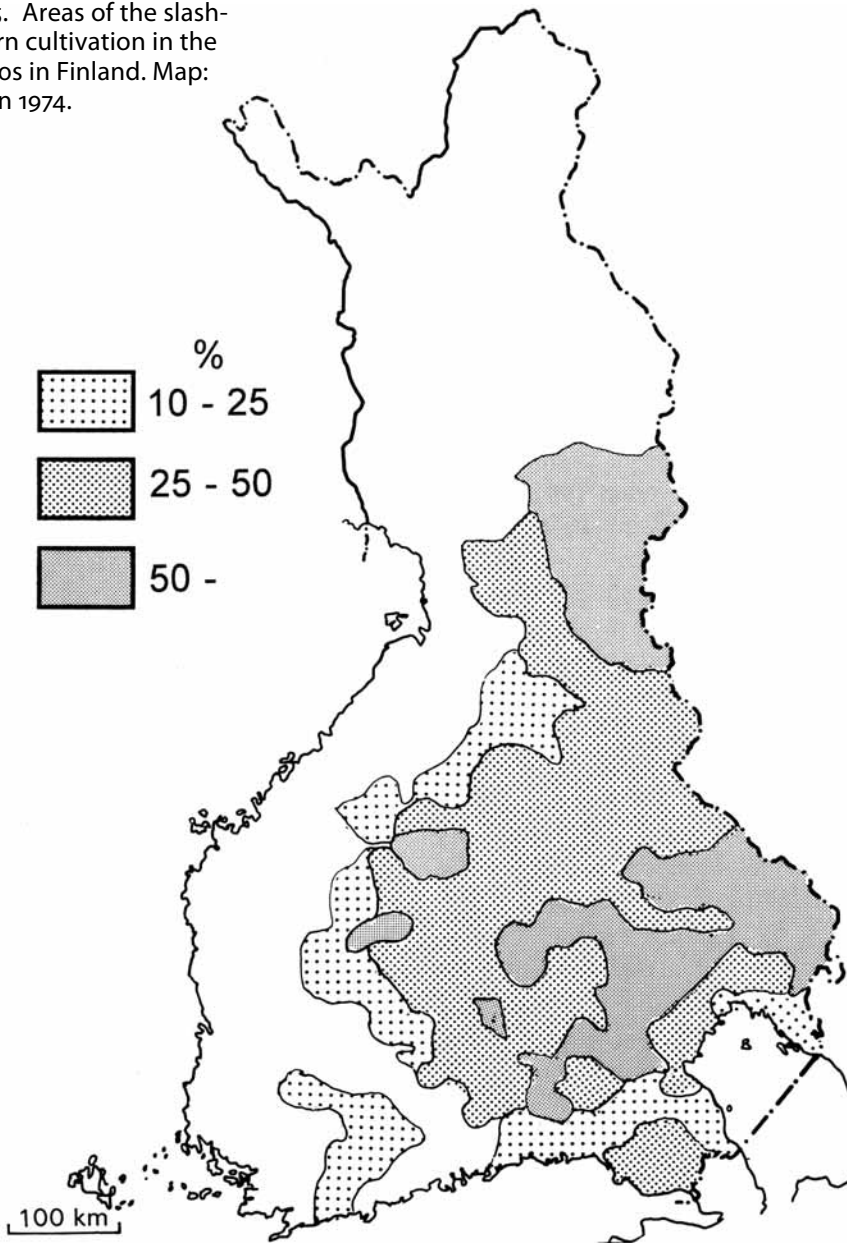 Areas of the slash-
rn cultivation in the
os in Finland. Map:
n 1974.
%
10 - 25
25 - 50
50 -
100 km